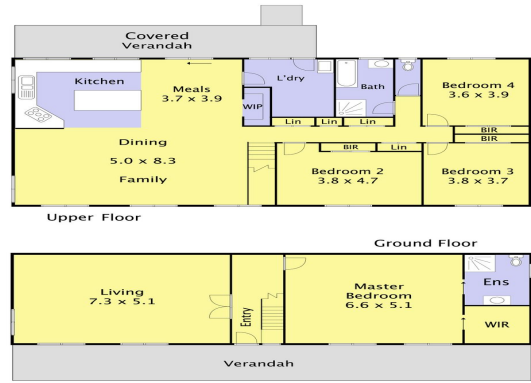 Covered
Verandah
Kitchen
Meals
3.7 x 3.9
L'dry
Bath
Bedroom 4
3.6 x 3.9
WIP
Lin
Lin
Lin
BIR
BIR
Dining
5.0 x 8.3
Family
BIR
Lin
Bedroom 2
3.8 x 4.7
Bedroom 3
3.8 x 3.7
Upper Floor
Ground Floor
Living
7.3 x 5.1
Entry
Master
Bedroom
6.6 x 5.1
Ens
WIR
Verandah